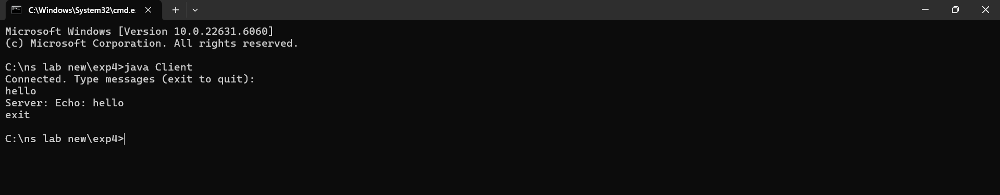 C:\Windows\System32\cmd.e
Microsoft Windows [Version 10.0.22631.6060]
(c) Microsoft Corporation. All rights reserved.
C:\ns lab new\exp4>java Client
Connected. Type messages (exit to quit):
hello
Server: Echo: hello
exit
C:\ns lab new\exp4>